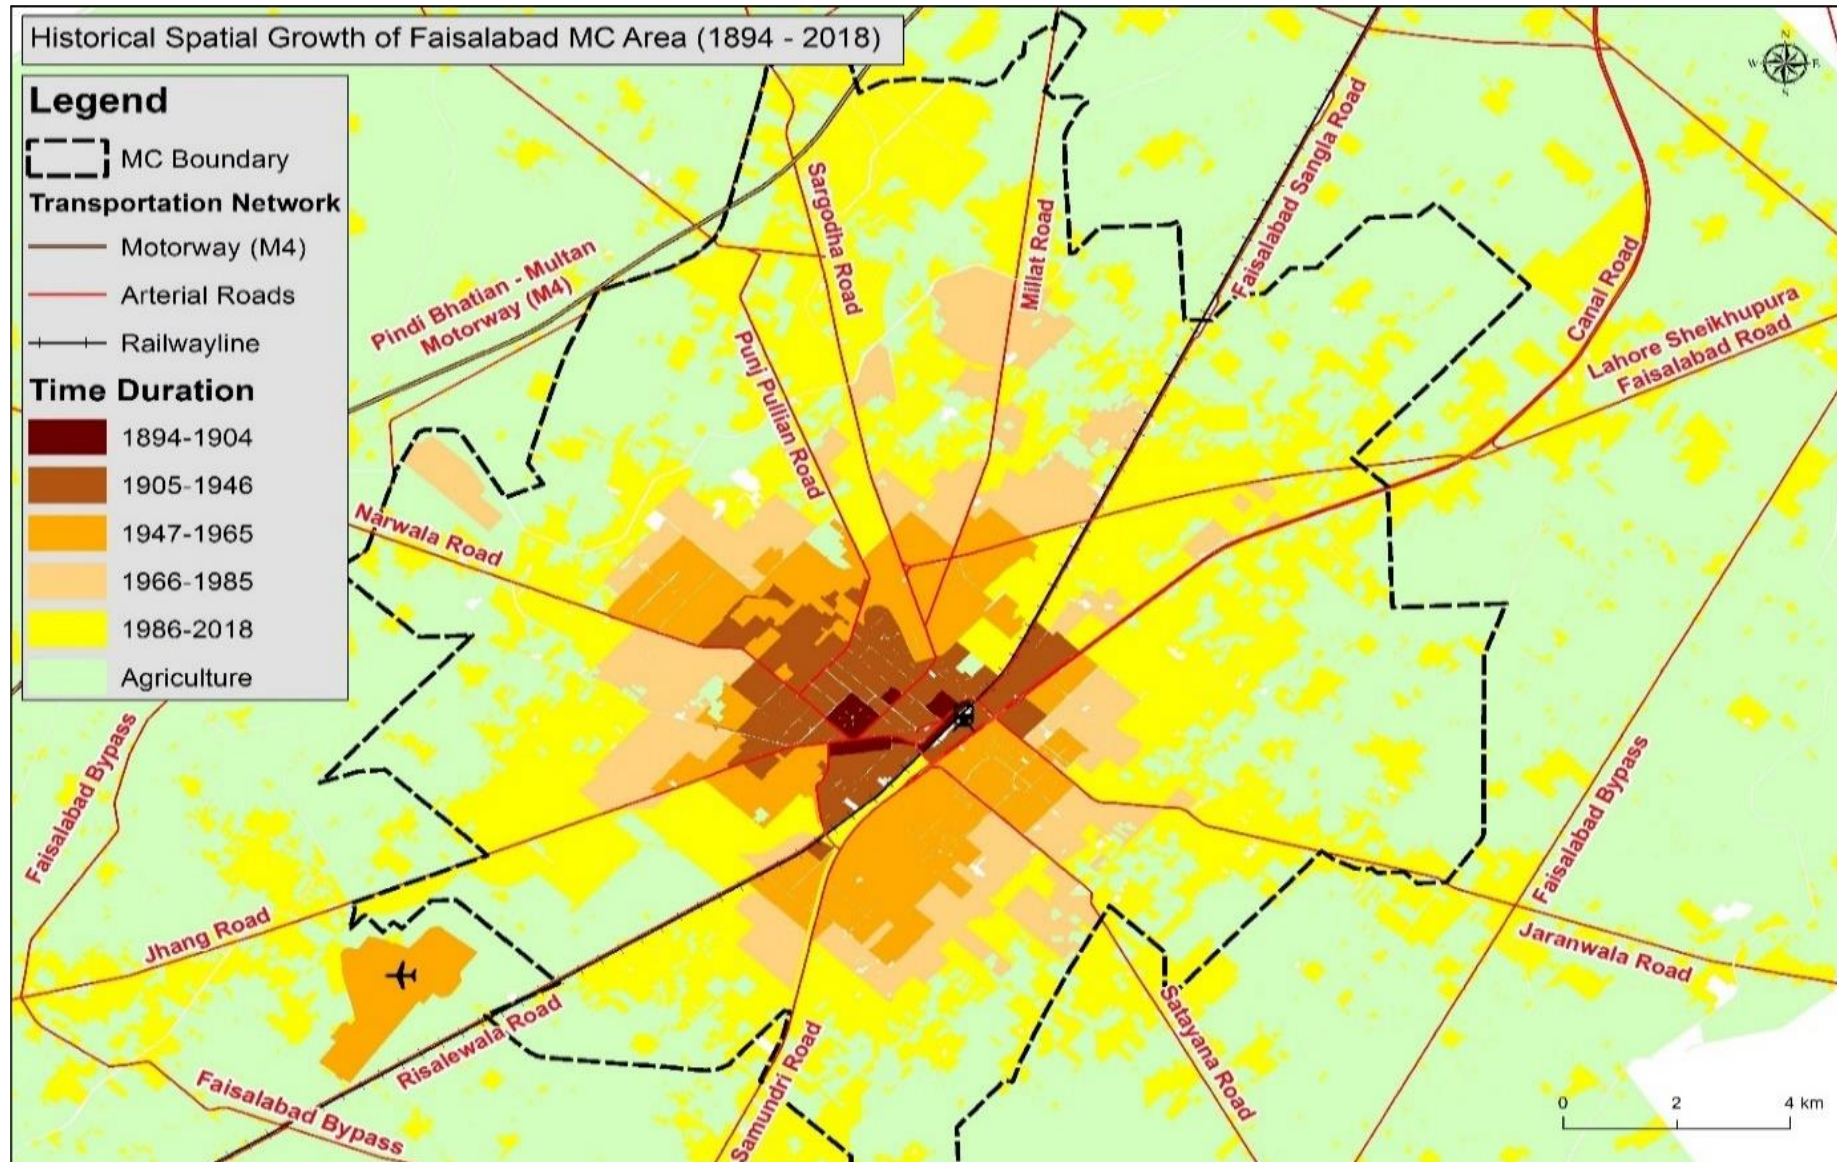 Historical Spatial Growth of Faisalabad MC Area (1894 - 2018)
Legend
MC Boundary
Transportation Network
Motorway (M4)
Arterial Roads
Railwayline
Time Duration
1894-1904
1905-1946
1947-1965
1966-1985
1986-2018
Agriculture
N
W E
S
Pindi Bhatian - Multan
Motorway (M4)
Sargodha Road
Millat Road
Faisalabad Sangla Road
Canal Road
Lahore Sheikhupura
Faisalabad Road
Punj Pullian Road
Narwala Road
Faisalabad Bypass
Jhang Road
Risalewala Road
Faisalabad Bypass
Samundri Road
Satayana Road
Jaranwala Road
Faisalabad Bypass
0 2 4 km